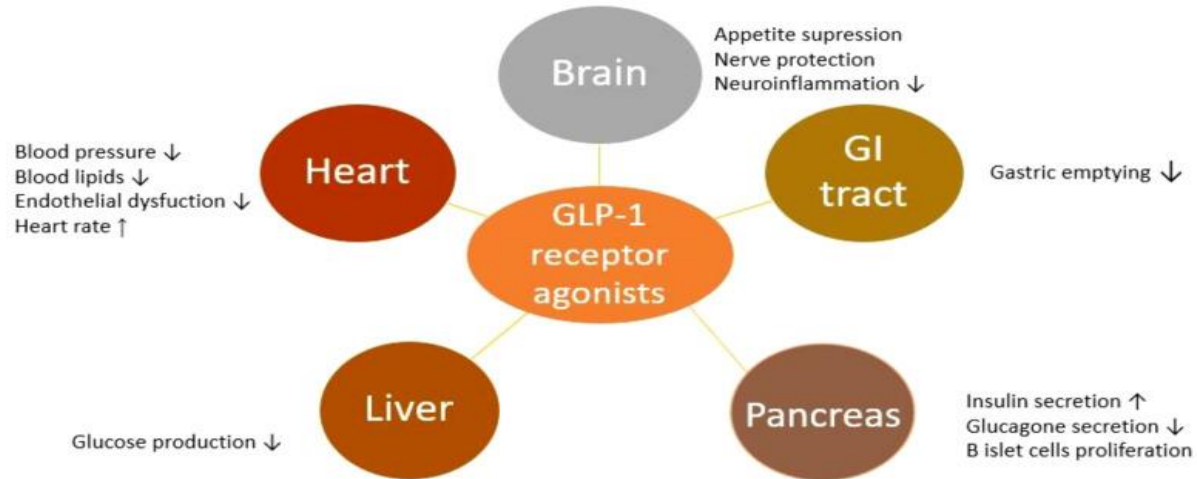 Brain
Appetite supression
Nerve protection
Neuroinflammation ↓
Heart
Blood pressure ↓
Blood lipids ↓
Endothelial dysfuction ↓
Heart rate ↑
GI
tract
Gastric emptying ↓
GLP-1
receptor
agonists
Liver
Glucose production ↓
Pancreas
Insulin secretion ↑
Glucagone secretion ↓
B islet cells proliferation